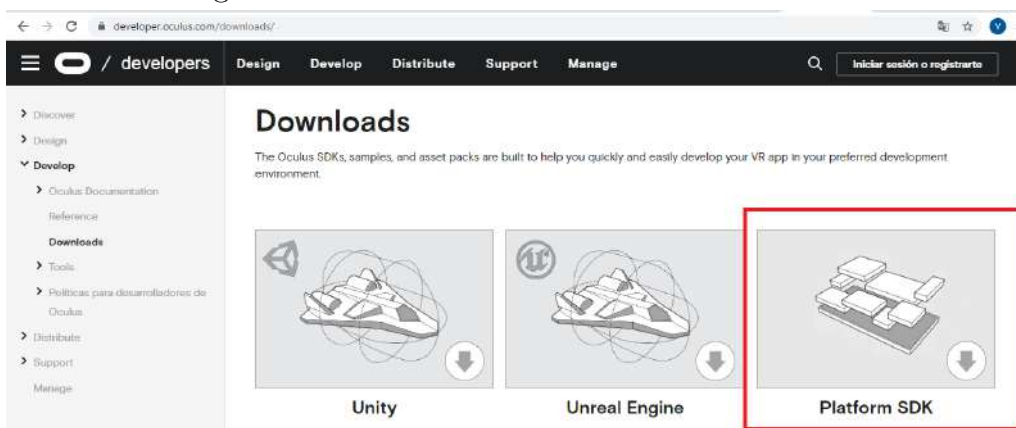 developer.oculus.com/downloads/
V
/ developers
Design
Develop
Distribute
Support
Manage
Iniciar sesión o registrarte
Discover
Design
Develop
Oculus Documentation
Reference
Downloads
Tools
Políticas para desarrolladores de
Oculus
Distribute
Support
Manage
Downloads
The Oculus SDKs, samples, and asset packs are built to help you quickly and easily develop your VR app in your preferred development
environment.
Unity
Unreal Engine
Platform SDK